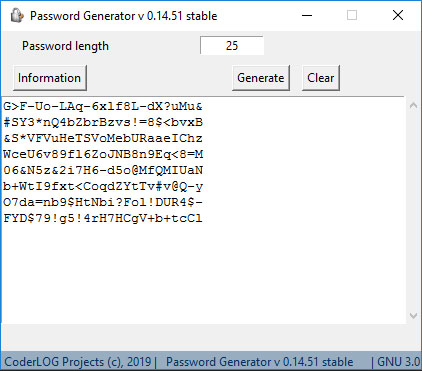 Password Generator v 0.14.51 stable
Password length 25
Information Generate Clear
G>F-Uo-LAq-6xlf8L-dX?uMu&
#SY3*nQ4bZbrBzvs!=8$<bvxB
&S*VFVuHeTSVoMebURaaeIChz
WceU6v89fl6ZoJNB8n9Eq<8=M
06&N5z&2i7H6-d5o@MfQMIUaN
b+WtI9fxt<CoqdZYtTv#v@Q-y
O7da=nb9$HtNbi?Fol!DUR4$-
FYD$79!g5!4rH7HCgV+b+tcCl
CoderLOG Projects (c), 2019 | Password Generator v 0.14.51 stable | GNU 3.0